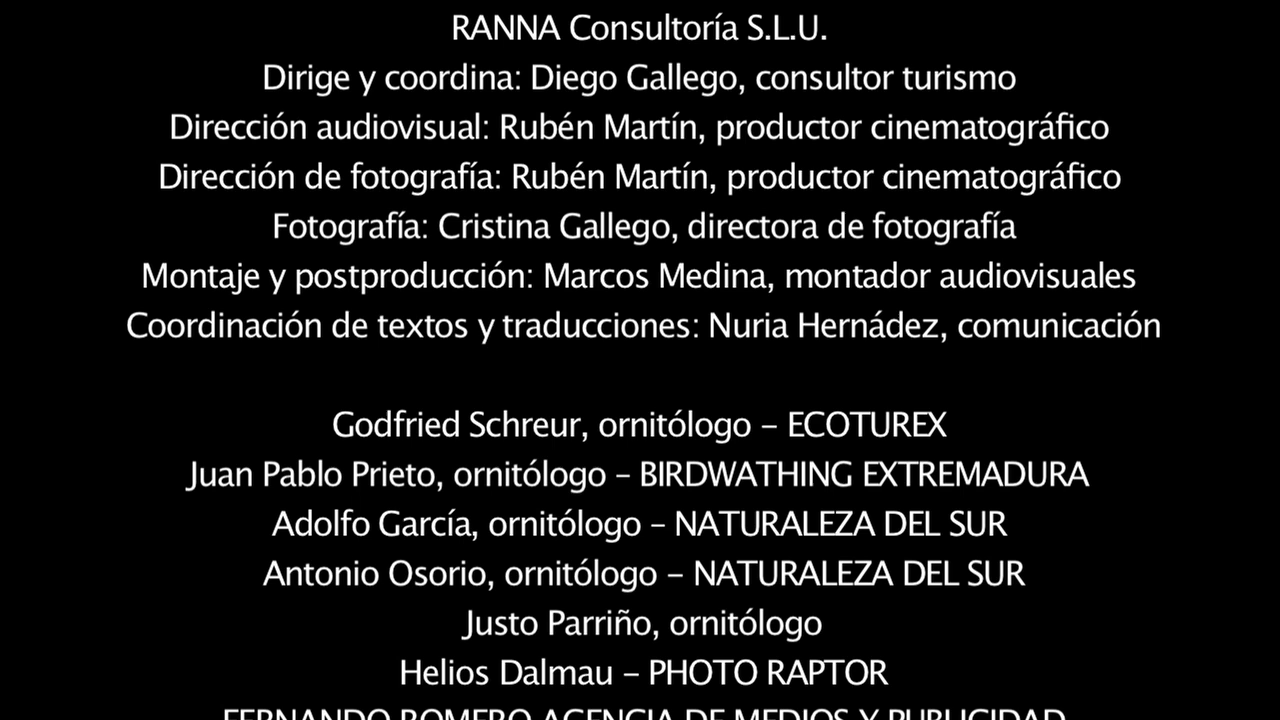 RANNA Consultoría S.L.U.
Dirige y coordina: Diego Gallego, consultor turismo
Dirección audiovisual: Rubén Martín, productor cinematográfico
Dirección de fotografía: Rubén Martín, productor cinematográfico
Fotografía: Cristina Gallego, directora de fotografía
Montaje y postproducción: Marcos Medina, montador audiovisuales
Coordinación de textos y traducciones: Nuria Hernádez, comunicación
Godfried Schreur, ornitólogo – ECOTUREX
Juan Pablo Prieto, ornitólogo – BIRDWATHING EXTREMADURA
Adolfo García, ornitólogo – NATURALEZA DEL SUR
Antonio Osorio, ornitólogo – NATURALEZA DEL SUR
Justo Parriño, ornitólogo
Helios Dalmau – PHOTO RAPTOR
FERNANDO ROMERO AGENCIA DE MEDIOS Y PUBLICIDAD